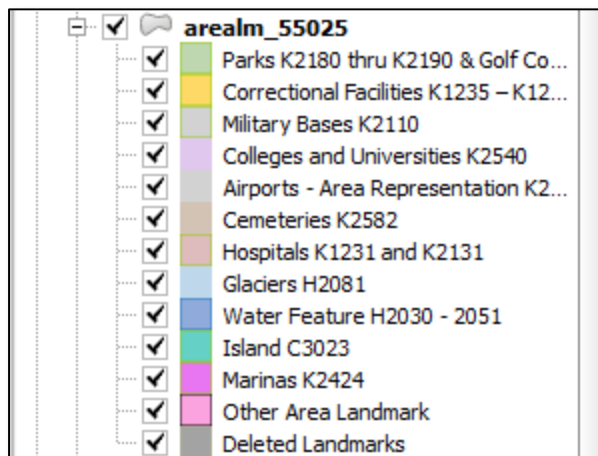 arealm_55025
Parks K2180 thru K2190 & Golf Co...
Correctional Facilities K1235 – K12...
Military Bases K2110
Colleges and Universities K2540
Airports - Area Representation K2...
Cemeteries K2582
Hospitals K1231 and K2131
Glaciers H2081
Water Feature H2030 - 2051
Island C3023
Marinas K2424
Other Area Landmark
Deleted Landmarks